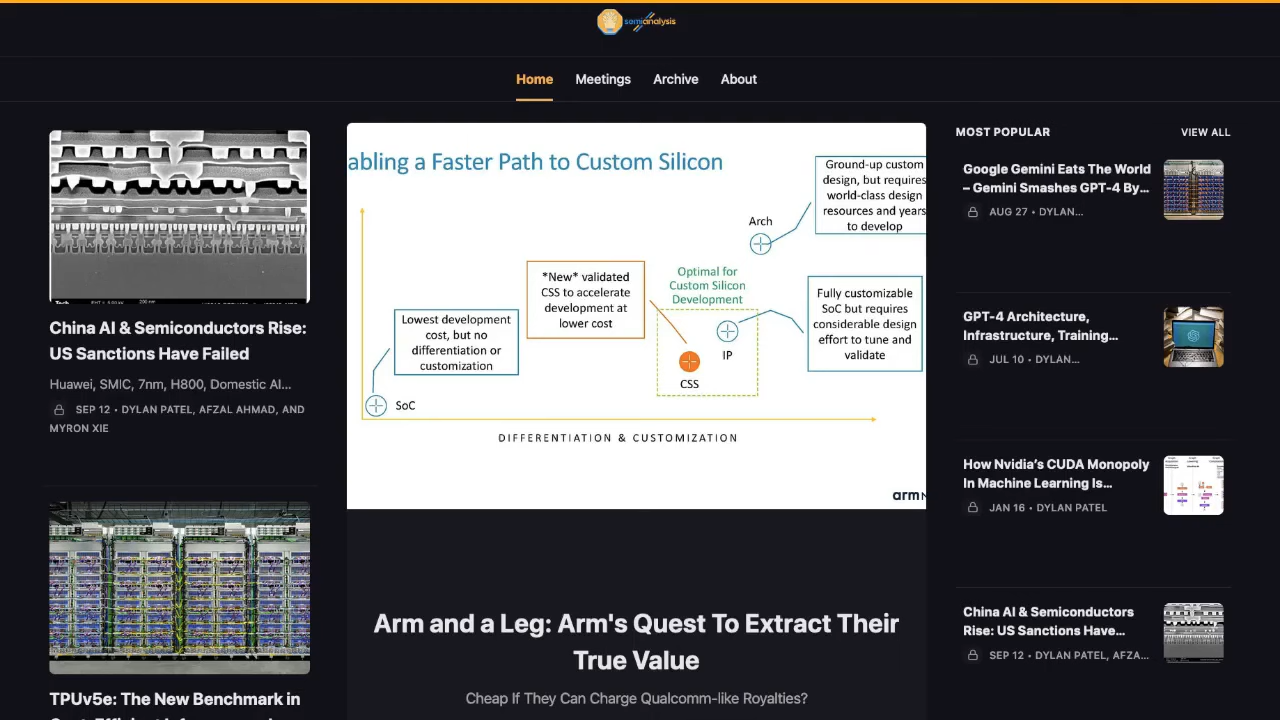 semianalysis
Home
Meetings
Archive
About
China AI & Semiconductors Rise:
US Sanctions Have Failed
Huawei, SMIC, 7nm, H800, Domestic AI...
SEP 12 • DYLAN PATEL, AFZAL AHMAD, AND
MYRON XIE
TPUv5e: The New Benchmark in
abling a Faster Path to Custom Silicon
Ground-up custom
design, but requires
world-class design
resources and years
to develop
Arch
Optimal for
Custom Silicon
Development
*New* validated
CSS to accelerate
development at
lower cost
Fully customizable
SoC but requires
considerable design
effort to tune and
validate
Lowest development
cost, but no
differentiation or
customization
IP
CSS
SoC
DIFFERENTIATION & CUSTOMIZATION
arm
Arm and a Leg: Arm's Quest To Extract Their
True Value
Cheap If They Can Charge Qualcomm-like Royalties?
MOST POPULAR
VIEW ALL
Google Gemini Eats The World
– Gemini Smashes GPT-4 By...
AUG 27 • DYLAN...
GPT-4 Architecture,
Infrastructure, Training...
JUL 10 • DYLAN...
How Nvidia's CUDA Monopoly
In Machine Learning Is...
JAN 16 • DYLAN PATEL
China AI & Semiconductors
Rise: US Sanctions Have...
SEP 12 • DYLAN PATEL, AFZA...